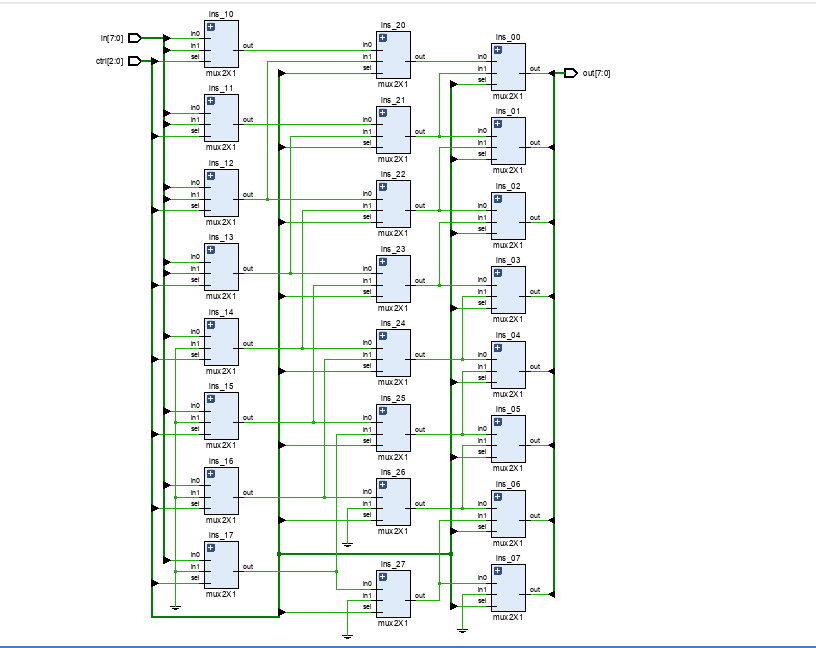 in[7:0]
ctrl[2:0]
ins_10
in0
in1
sel
out
mux2X1
ins_11
in0
in1
sel
out
mux2X1
ins_12
in0
in1
sel
out
mux2X1
ins_13
in0
in1
sel
out
mux2X1
ins_14
in0
in1
sel
out
mux2X1
ins_15
in0
in1
sel
out
mux2X1
ins_16
in0
in1
sel
out
mux2X1
ins_17
in0
in1
sel
out
mux2X1
ins_20
in0
in1
sel
out
mux2X1
ins_21
in0
in1
sel
out
mux2X1
ins_22
in0
in1
sel
out
mux2X1
ins_23
in0
in1
sel
out
mux2X1
ins_24
in0
in1
sel
out
mux2X1
ins_25
in0
in1
sel
out
mux2X1
ins_26
in0
in1
sel
out
mux2X1
ins_27
in0
in1
sel
out
mux2X1
ins_00
in0
in1
sel
out
mux2X1
ins_01
in0
in1
sel
out
mux2X1
ins_02
in0
in1
sel
out
mux2X1
ins_03
in0
in1
sel
out
mux2X1
ins_04
in0
in1
sel
out
mux2X1
ins_05
in0
in1
sel
out
mux2X1
ins_06
in0
in1
sel
out
mux2X1
ins_07
in0
in1
sel
out
mux2X1
out[7:0]